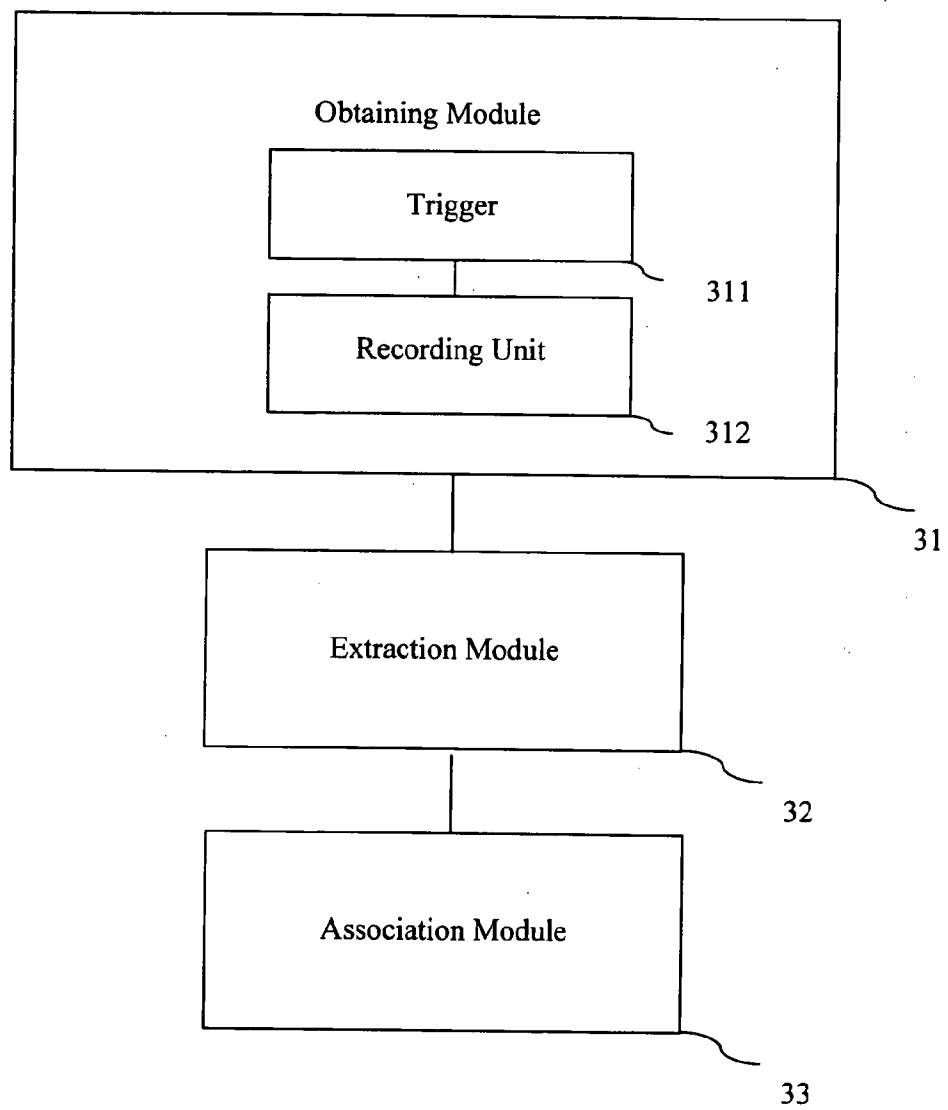 Obtaining Module
Trigger
311
Recording Unit
312
31
Extraction Module
32
Association Module
33